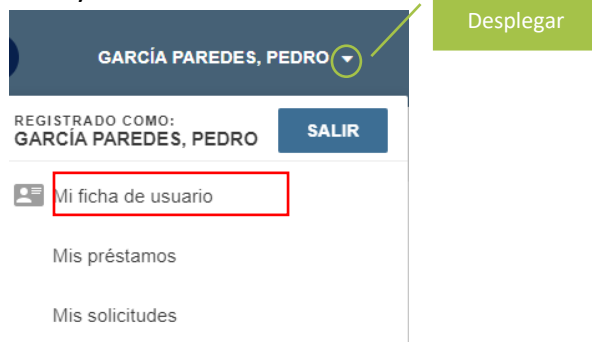 Desplegar
GARCÍA PAREDES, PEDRO
REGISTRADO COMO:
GARCÍA PAREDES, PEDRO
SALIR
Mi ficha de usuario
Mis préstamos
Mis solicitudes